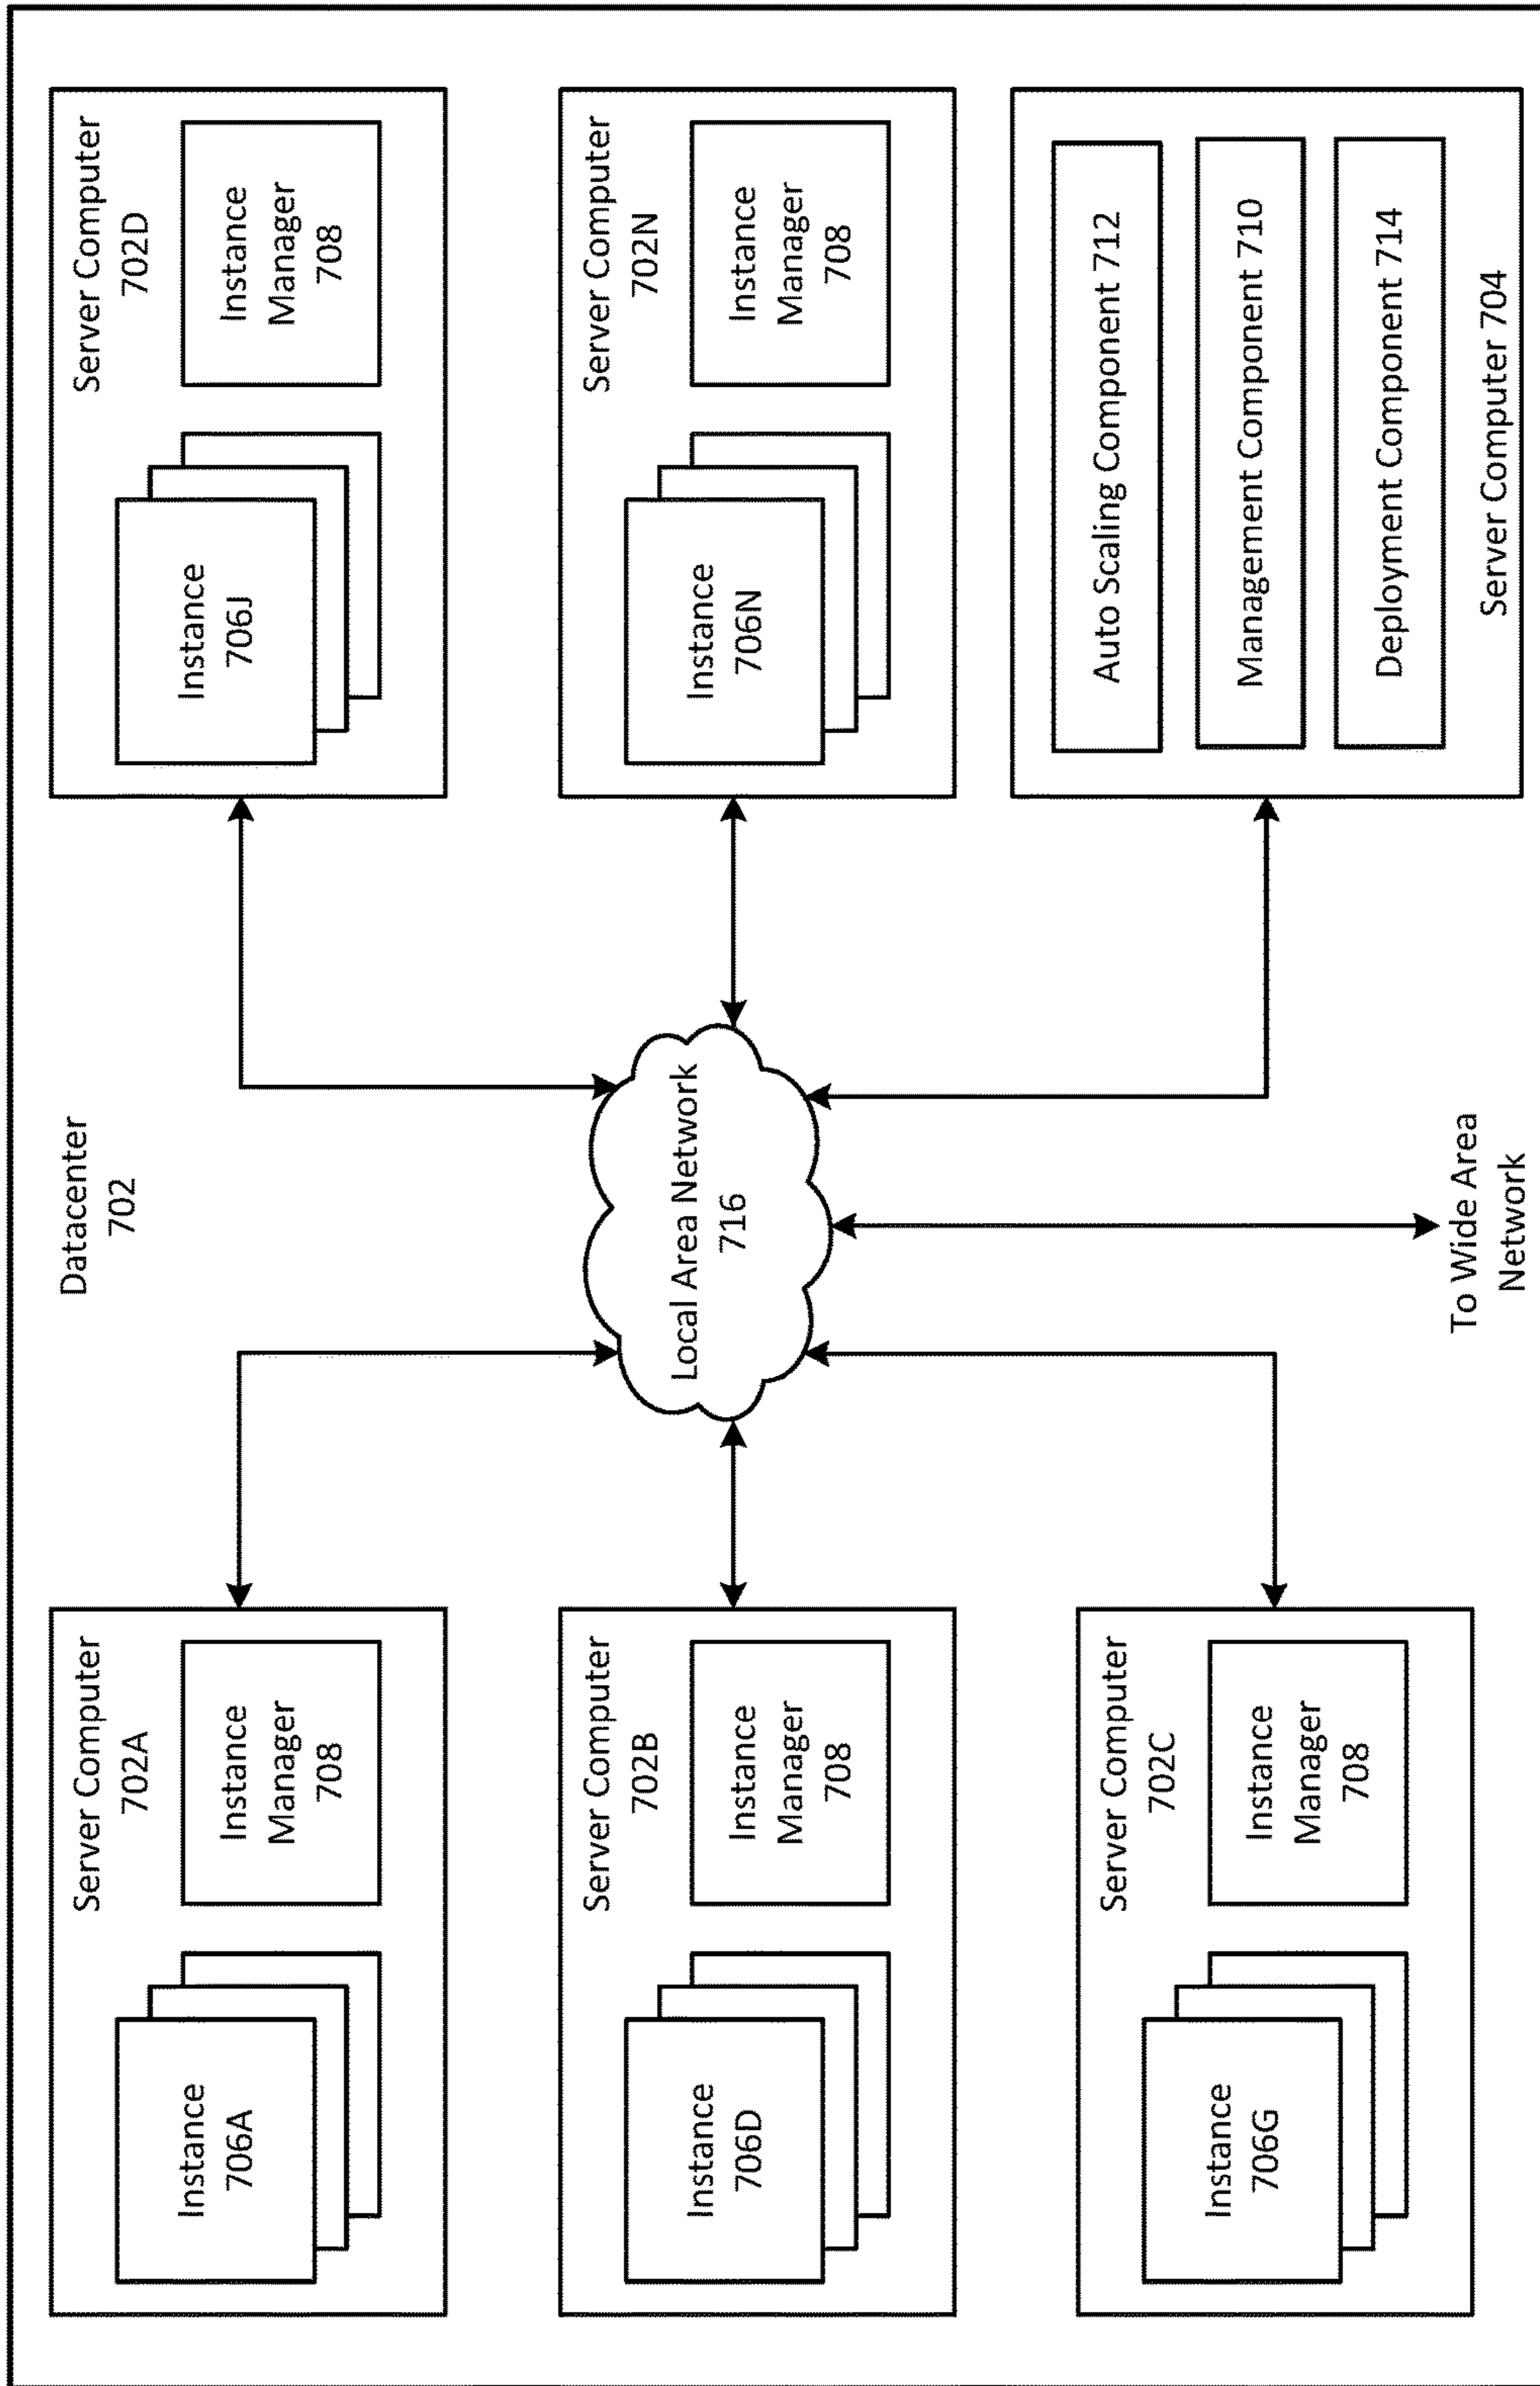 Datacenter
702
Server Computer
702A
Instance
706A
Instance
Manager
708
Server Computer
702B
Instance
706D
Instance
Manager
708
Server Computer
702C
Instance
706G
Instance
Manager
708
Local Area Network
716
To Wide Area
Network
Server Computer
702D
Instance
706J
Instance
Manager
708
Server Computer
702N
Instance
706N
Instance
Manager
708
Auto Scaling Component 712
Management Component 710
Deployment Component 714
Server Computer 704